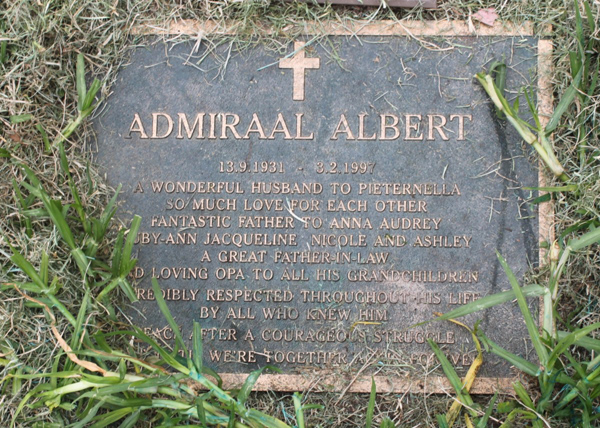 ADMIRAAL ALBERT
13.9.1931 - 3.2.1997
A WONDERFUL HUSBAND TO PIETERNELLA
SO MUCH LOVE FOR EACH OTHER
FANTASTIC FATHER TO ANNA AUDREY
BY-ANN JACQUELINE NICOLE AND ASHLEY
A GREAT FATHER-IN-LAW
LOVING OPA TO ALL HIS GRANDCHILDREN
RESPECTED THROUGHOUT HIS LIFE
BY ALL WHO KNEW HIM
AFTER A COURAGEOUS STRUGGLE
WE'RE TOGETHER